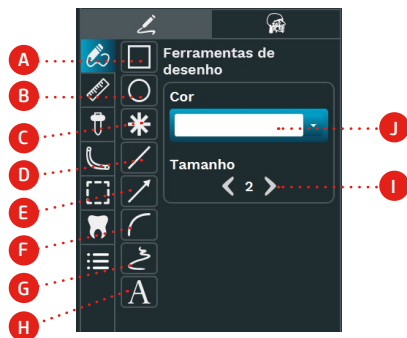 A
Ferramentas de
desenho
B
Cor
C
J
D
Tamanho
2
I
E
F
G
A
H